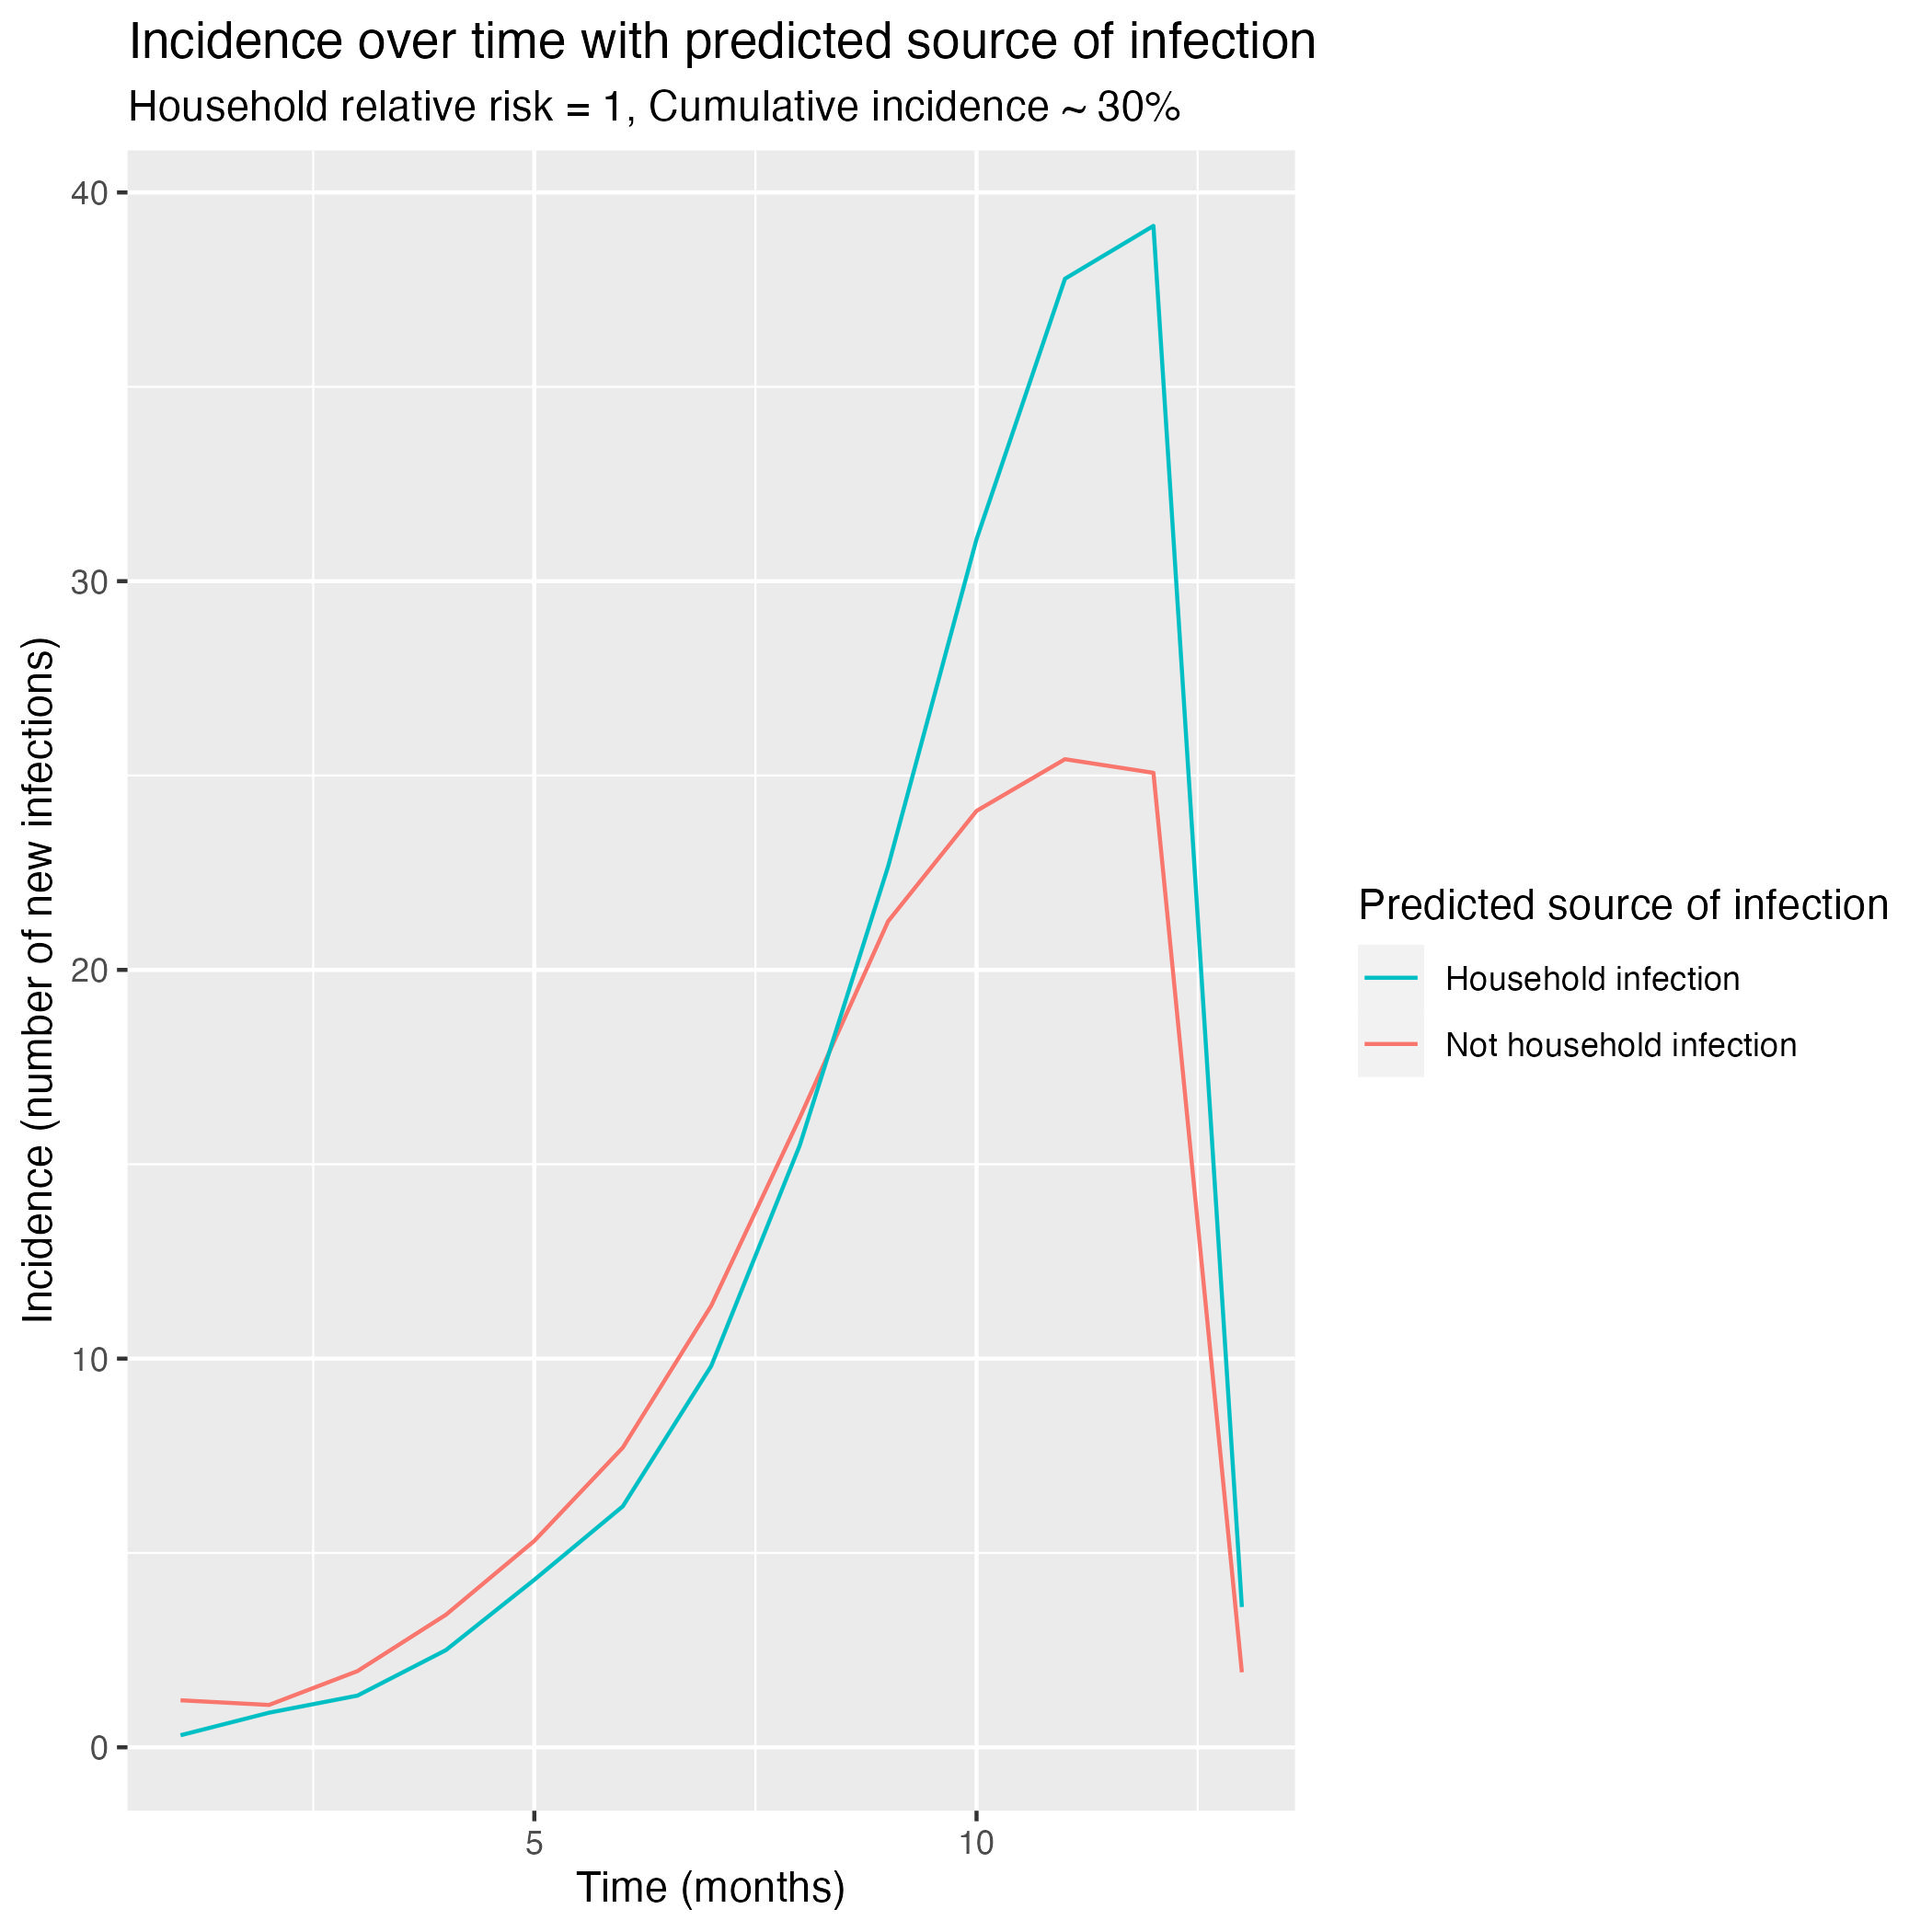 Incidence over time with predicted source of infection
Household relative risk = 1, Cumulative incidence ~ 30%
40
30
20
10
0
Incidence (number of new infections)
5
10
Time (months)
Predicted source of infection
Household infection
Not household infection